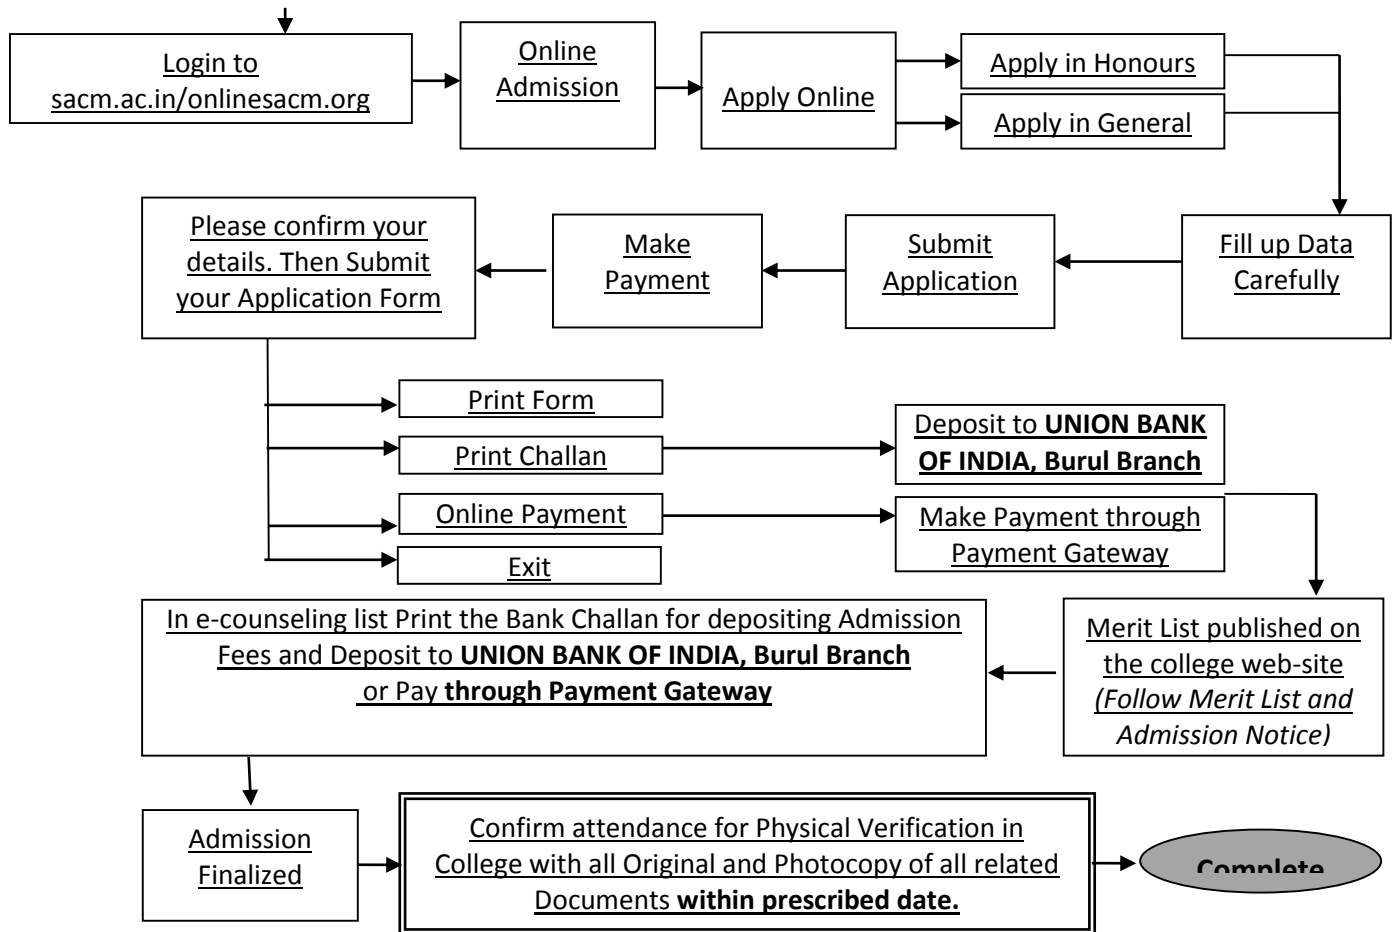 Login to
sacm.ac.in/onlinesacm.org
Online
Admission
Apply Online
Apply in Honours
Apply in General
Fill up Data
Carefully
Submit
Application
Make
Payment
Please confirm your
details. Then Submit
your Application Form
Print Form
Print Challan
Deposit to UNION BANK
OF INDIA, Burul Branch
Online Payment
Make Payment through
Payment Gateway
Exit
Merit List published on
the college web-site
(Follow Merit List and
Admission Notice)
In e-counseling list Print the Bank Challan for depositing Admission
Fees and Deposit to UNION BANK OF INDIA, Burul Branch
or Pay through Payment Gateway
Admission
Finalized
Confirm attendance for Physical Verification in
College with all Original and Photocopy of all related
Documents within prescribed date.
Complete